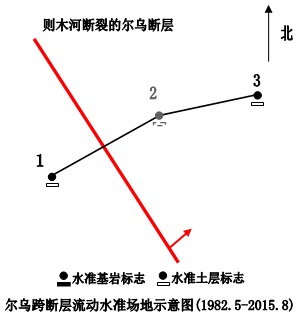 则木河断裂的尔乌断层
北
3
2
1
水准基岩标志 水准土层标志
尔乌跨断层流动水准场地示意图(1982.5-2015.8)